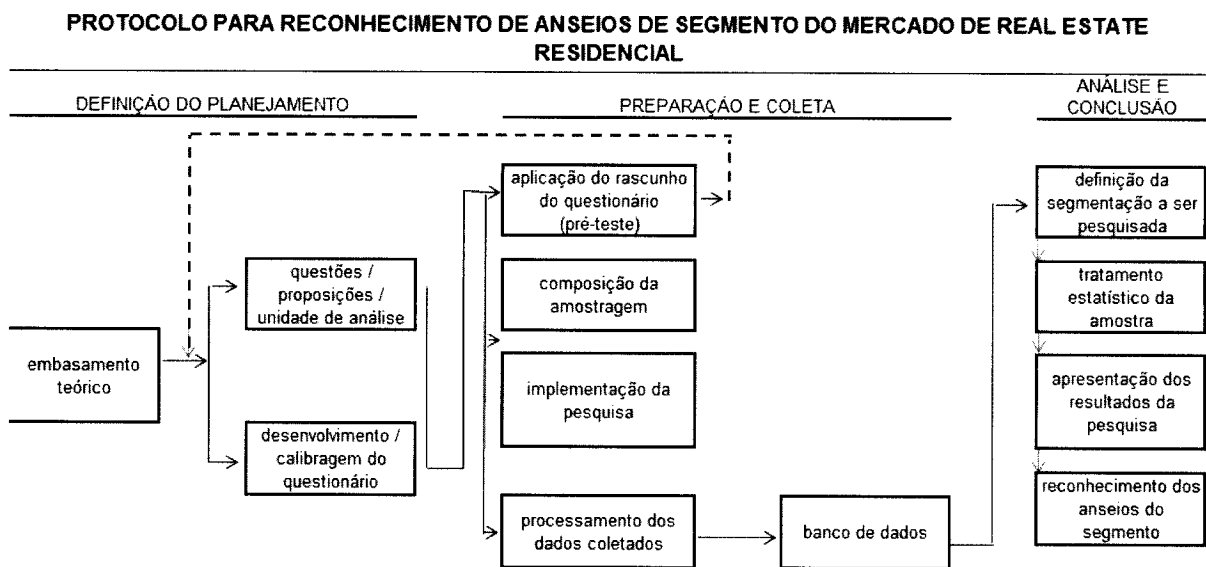 PROTOCOLO PARA RECONHECIMENTO DE ANSEIOS DE SEGMENTO DO MERCADO DE REAL ESTATE
RESIDENCIAL
DEFINIÇÃO DO PLANEJAMENTO
PREPARAÇÃO E COLETA
ANÁLISE E
CONCLUSÃO
embasamento
teórico
questões /
proposições /
unidade de análise
desenvolvimento /
calibragem do
questionário
aplicação do rascunho
do questionário
(pré-teste)
composição da
amostragem
implementação da
pesquisa
processamento dos
dados coletados
banco de dados
definição da
segmentação a ser
pesquisada
tratamento
estatístico da
amostra
apresentação dos
resultados da
pesquisa
reconhecimento dos
anseios do
segmento